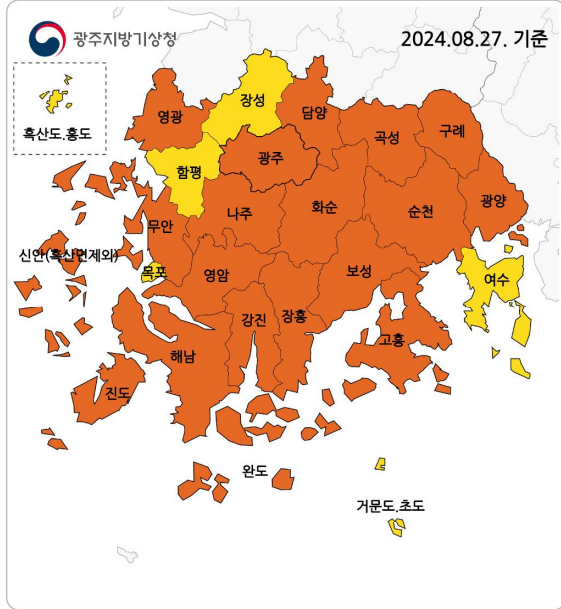 광주지방기상청
2024.08.27. 기준
흑산도.홍도
장성
영광
담양
곡성
구례
함평
광주
무안
나주
화순
순천
광양
신안(흑산면제외)
목포
영암
보성
여수
강진
장흥
고흥
해남
진도
완도
거문도.초도